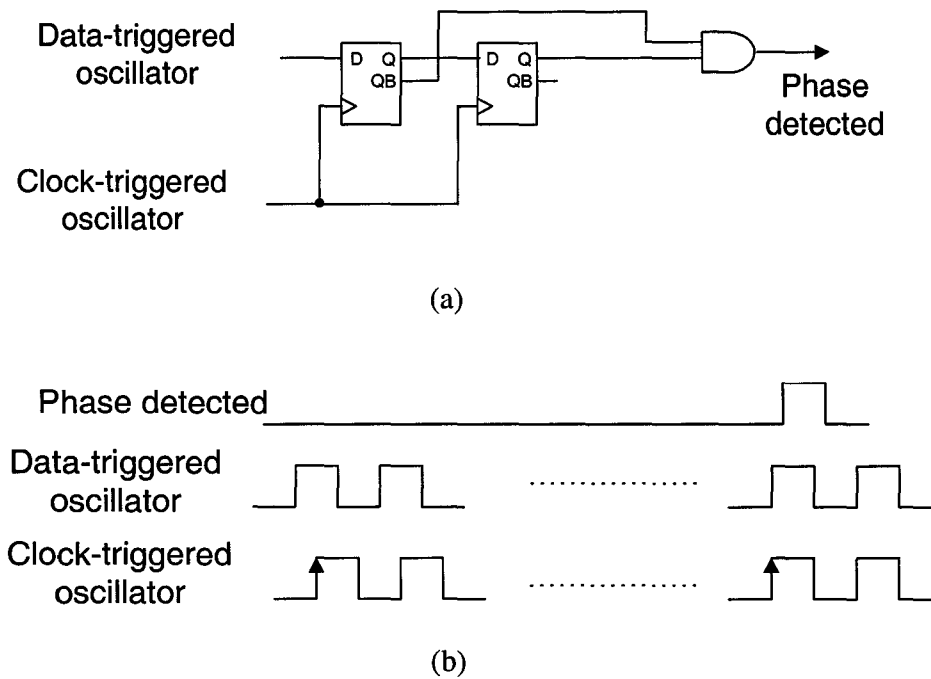 Data-triggered
oscillator
D Q
QB
D Q
QB
Phase
detected
Clock-triggered
oscillator
(a)
Phase detected
Data-triggered
oscillator
Clock-triggered
oscillator
(b)